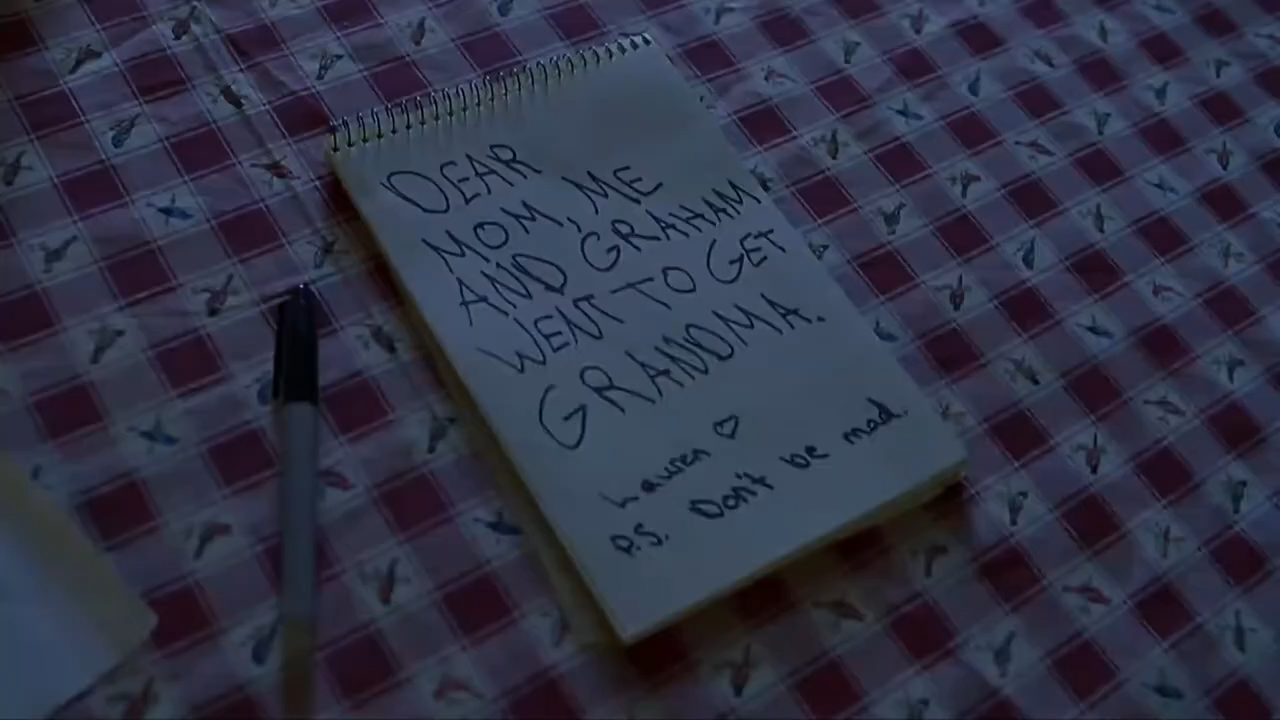 DEAR
MOM, ME
AND GRAHAM
WENT TO GET
GRANDMA.
Lauren ♡
P.S. Don't be mad.